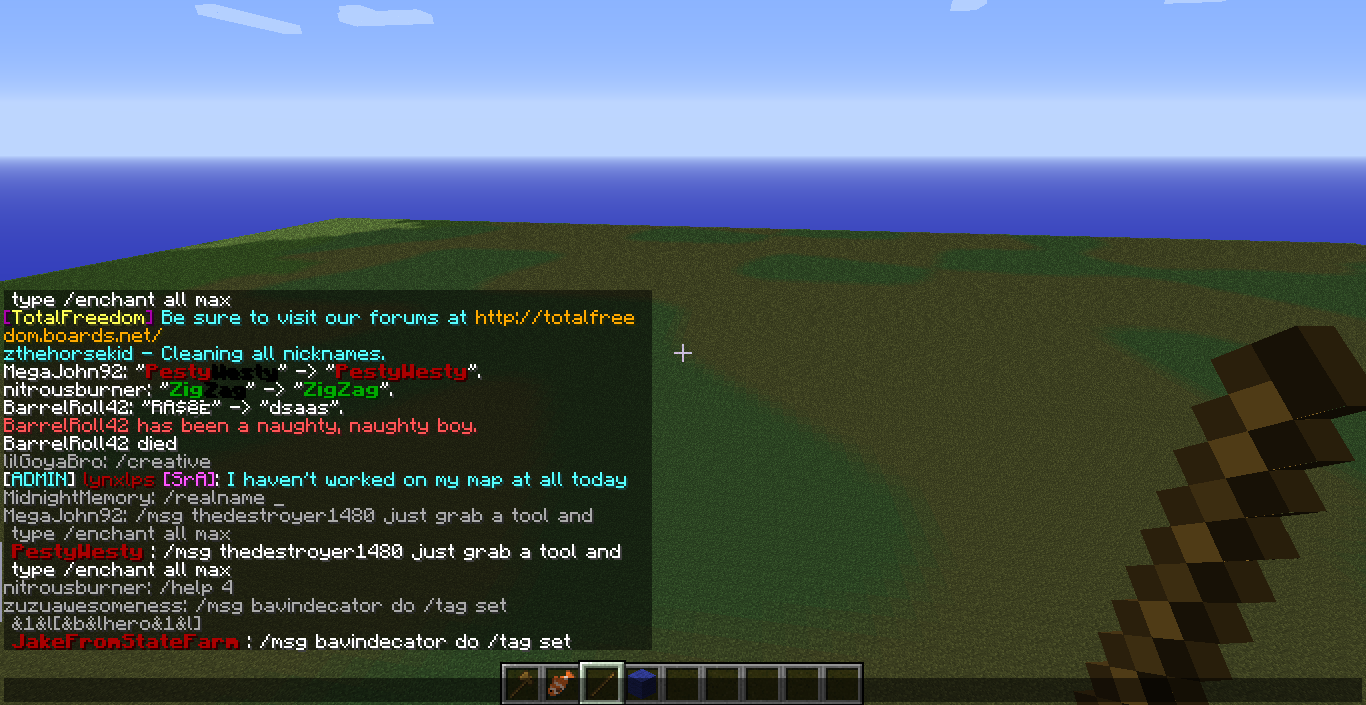 type /enchant all max
[TotalFreedom] Be sure to visit our forums at http://totalfree
dom.boards.net/
zthehorsekid - Cleaning all nicknames.
MegaJohn92: "PestyWesty" -> "PestyWesty".
nitrousburner: "ZigZag" -> "ZigZag".
BarrelRoll42: -> "dsaas".
BarrelRoll42 has been a naughty, naughty boy.
BarrelRoll42 died
lilGoyaBro: /creative
[ADMIN] lynxlps [SrA]: I haven't worked on my map at all today
MidnightMemory: /realname _
MegaJohn92: /msg thedestroyer1480 just grab a tool and
type /enchant all max
PestyWesty : /msg thedestroyer1480 just grab a tool and
type /enchant all max
nitrousburner: /help 4
zuzuawesomeness: /msg bavindecator do /tag set
&1&l[&b&lhero&1&l]
JakeFromStateFarm : /msg bavindecator do /tag set